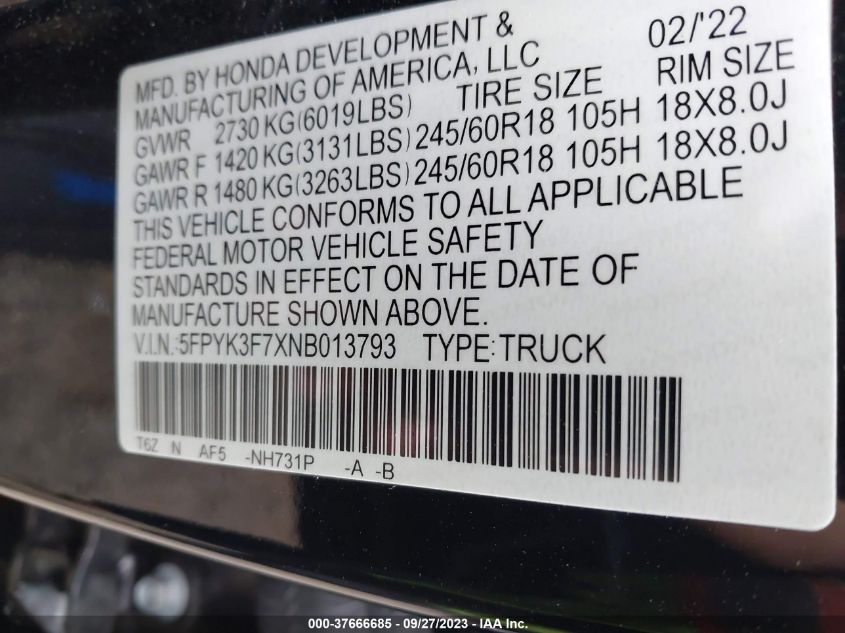 MFD. BY HONDA DEVELOPMENT & 02/'22
MANUFACTURING OF AMERICA, LLC
GVWR 2730 KG(6019LBS) TIRE SIZE RIM SIZE
GAWR F 1420 KG(3131LBS) 245/60R18 105H 18X8.0J
GAWR R 1480 KG(3263LBS) 245/60R18 105H 18X8.0J
THIS VEHICLE CONFORMS TO ALL APPLICABLE
FEDERAL MOTOR VEHICLE SAFETY
STANDARDS IN EFFECT ON THE DATE OF
MANUFACTURE SHOWN ABOVE.
V.I.N.:5FPYK3F7XNB013793 TYPE:TRUCK
T6Z N AF5 -NH731P -A -B
000-37666685 - 09/27/2023 - IAA Inc.